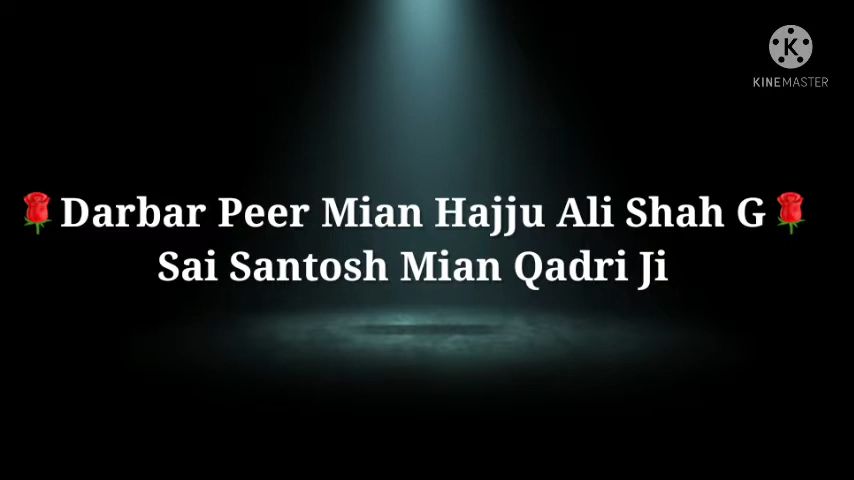 KINEMASTER
🌹Darbar Peer Mian Hajju Ali Shah G🌹
Sai Santosh Mian Qadri Ji